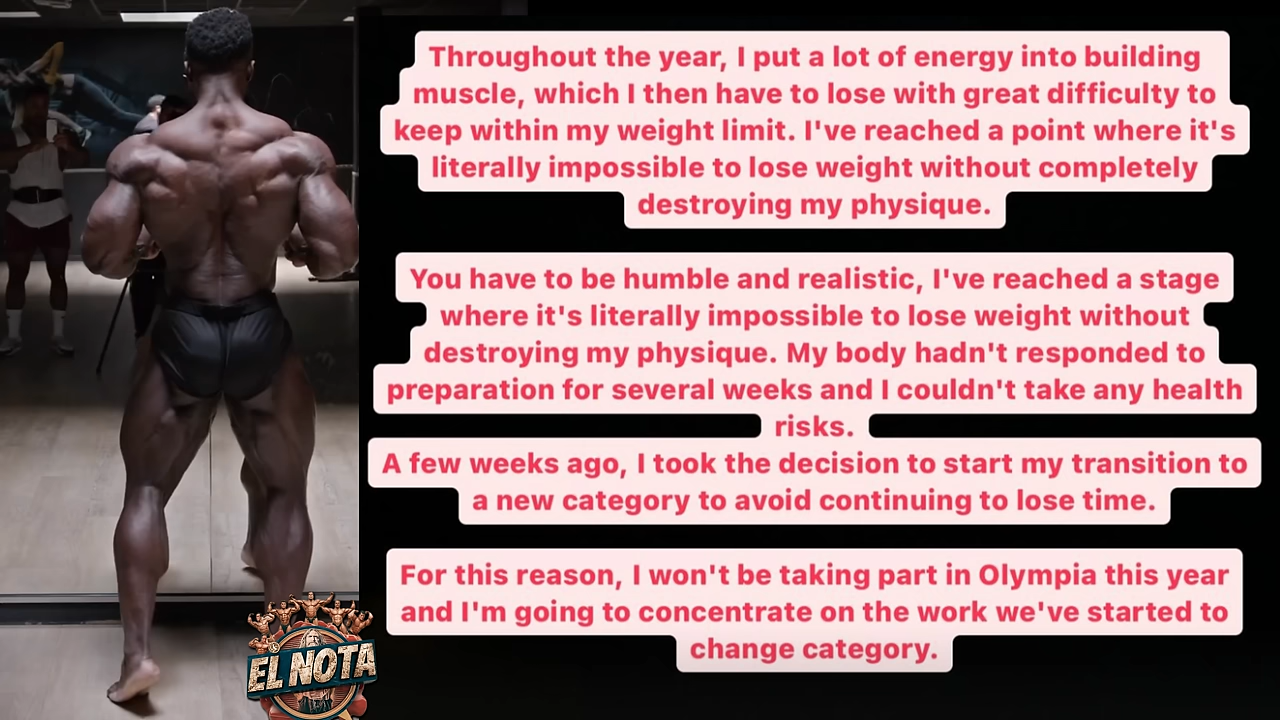 Throughout the year, I put a lot of energy into building
muscle, which I then have to lose with great difficulty to
keep within my weight limit. I've reached a point where it's
literally impossible to lose weight without completely
destroying my physique.
You have to be humble and realistic, I've reached a stage
where it's literally impossible to lose weight without
destroying my physique. My body hadn't responded to
preparation for several weeks and I couldn't take any health
risks.
A few weeks ago, I took the decision to start my transition to
a new category to avoid continuing to lose time.
For this reason, I won't be taking part in Olympia this year
and I'm going to concentrate on the work we've started to
change category.
EL NOTA